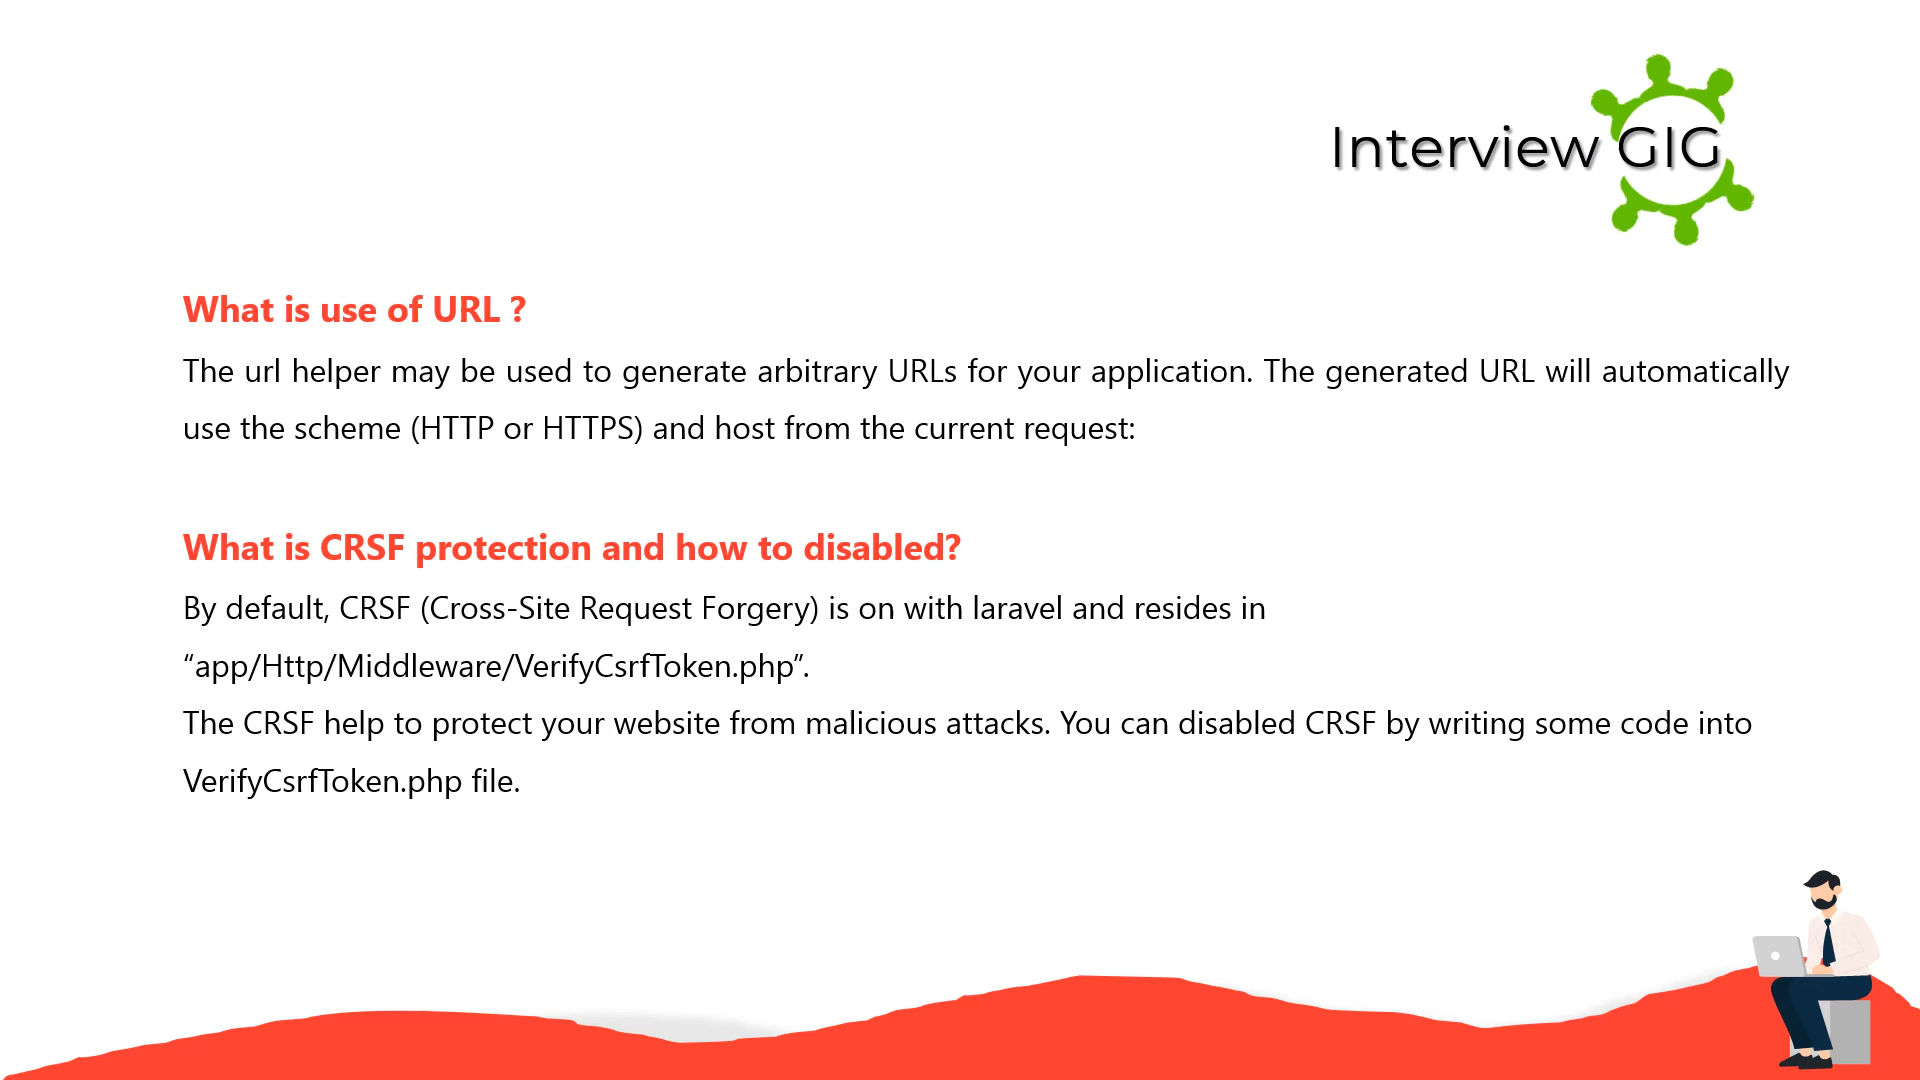 Interview GIG
What is use of URL ?
The url helper may be used to generate arbitrary URLs for your application. The generated URL will automatically
use the scheme (HTTP or HTTPS) and host from the current request:
What is CRSF protection and how to disabled?
By default, CRSF (Cross-Site Request Forgery) is on with laravel and resides in
“app/Http/Middleware/VerifyCsrfToken.php”.
The CRSF help to protect your website from malicious attacks. You can disabled CRSF by writing some code into
VerifyCsrfToken.php file.